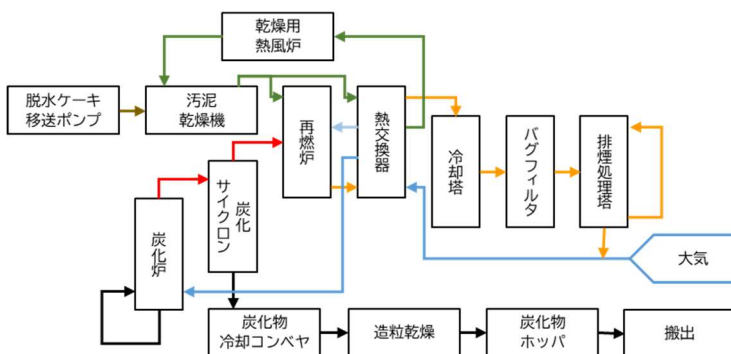 乾燥用
熱風炉
脱水ケーキ
移送ポンプ
汚泥
乾燥機
再燃炉
熱交換器
冷却塔
バグフィルタ
排煙処理塔
炭化
サイクロン
炭化炉
大気
炭化物
冷却コンベヤ
造粒乾燥
炭化物
ホッパ
搬出